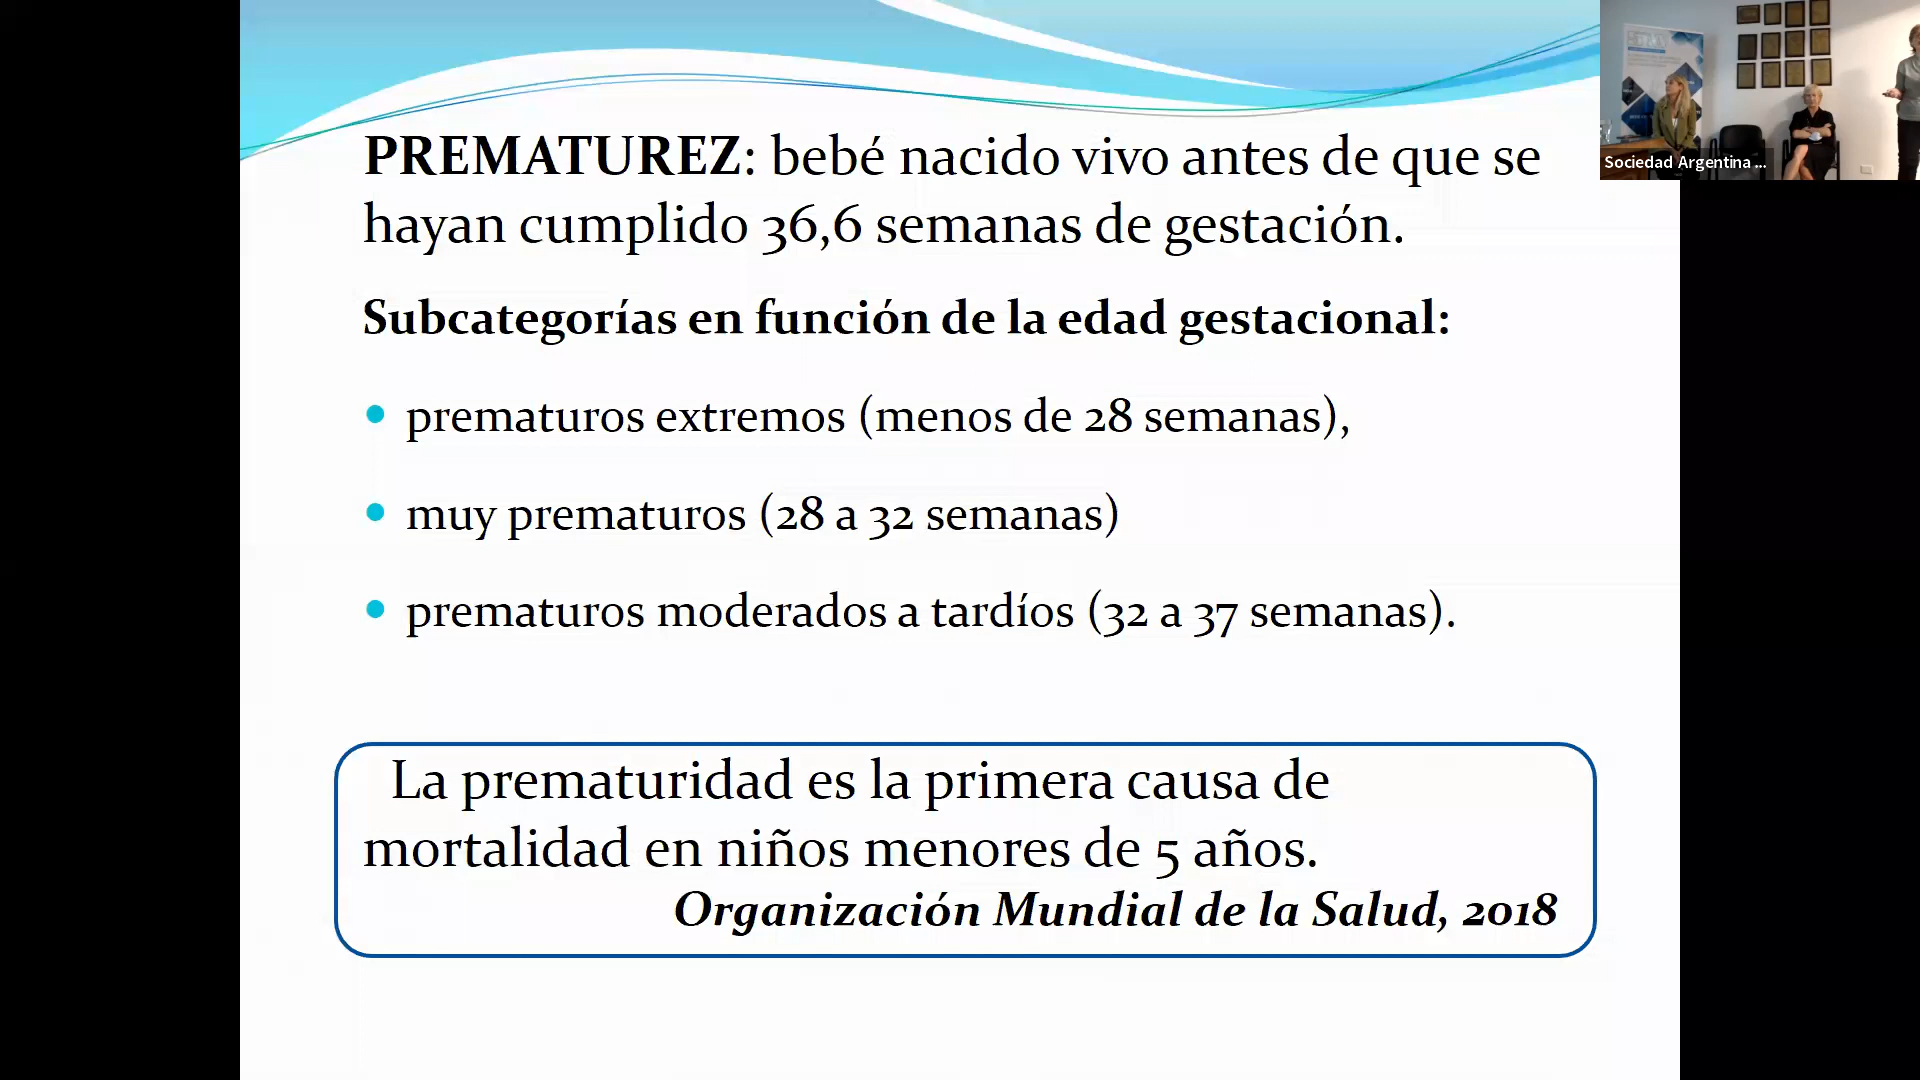 PREMATUREZ: bebé nacido vivo antes de que se
hayan cumplido 36,6 semanas de gestación.
Subcategorías en función de la edad gestacional:
• prematuros extremos (menos de 28 semanas),
• muy prematuros (28 a 32 semanas)
• prematuros moderados a tardíos (32 a 37 semanas).
La prematuridad es la primera causa de
mortalidad en niños menores de 5 años.
Organización Mundial de la Salud, 2018
Sociedad Argentina ...